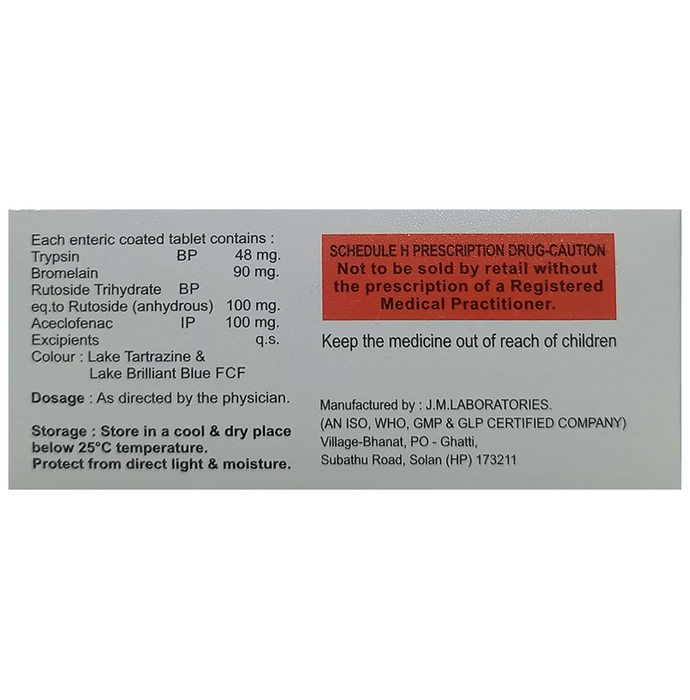 Each enteric coated tablet contains :
Trypsin BP 48 mg.
Bromelain 90 mg.
Rutoside Trihydrate BP
eq.to Rutoside (anhydrous) 100 mg.
Aceclofenac IP 100 mg.
Excipients q.s.
Colour : Lake Tartrazine &
Lake Brilliant Blue FCF
Dosage : As directed by the physician.
Storage : Store in a cool & dry place
below 25°C temperature.
Protect from direct light & moisture.
SCHEDULE H PRESCRIPTION DRUG-CAUTION
Not to be sold by retail without
the prescription of a Registered
Medical Practitioner.
Keep the medicine out of reach of children
Manufactured by : J.M.LABORATORIES.
(AN ISO, WHO, GMP & GLP CERTIFIED COMPANY)
Village-Bhanat, PO - Ghatti,
Subathu Road, Solan (HP) 173211